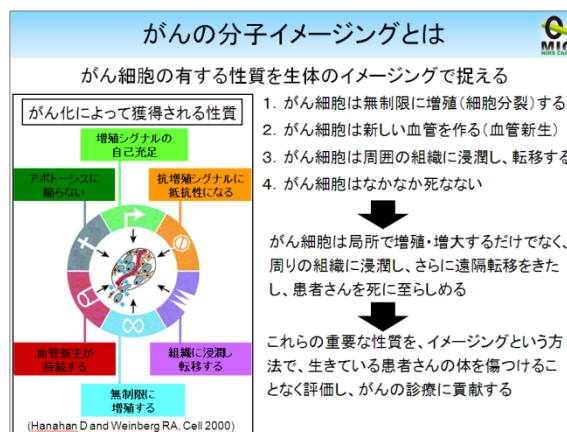 がんの分子イメージングとは
がん細胞の有する性質を生体のイメージングで捉える
がん化によって獲得される性質
増殖シグナルの
自己充足
アポトーシスに
陥らない
抗増殖シグナルに
抵抗性になる
血管新生が
持続する
組織に浸潤し
転移する
無制限に
増殖する
(Hanahan D and Weinberg RA, Cell 2000)
1. がん細胞は無制限に増殖(細胞分裂)する
2. がん細胞は新しい血管を作る(血管新生)
3. がん細胞は周囲の組織に浸潤し、転移する
4. がん細胞はなかなか死なない
がん細胞は局所で増殖・増大するだけでなく、
周りの組織に浸潤し、さらに遠隔転移をきた
し、患者さんを死に至らしめる
これらの重要な性質を、イメージングという方
法で、生きている患者さんの体を傷つけるこ
となく評価し、がんの診療に貢献する